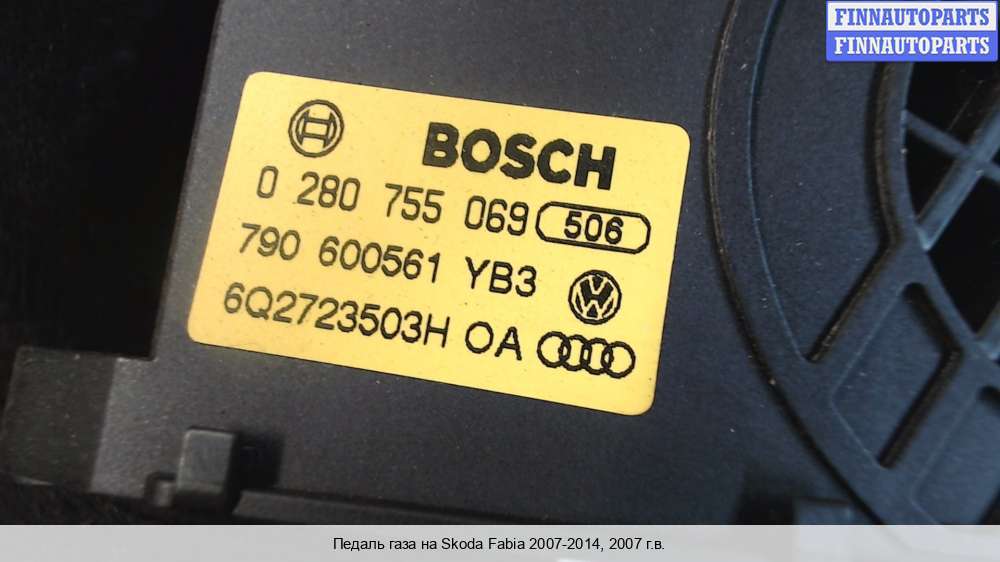 FINNAUTOPARTS
FINNAUTOPARTS
BOSCH
0 280 755 069 506
790 600561 YB3
6Q2723503H OA
Педаль газа на Skoda Fabia 2007-2014, 2007 г.в.